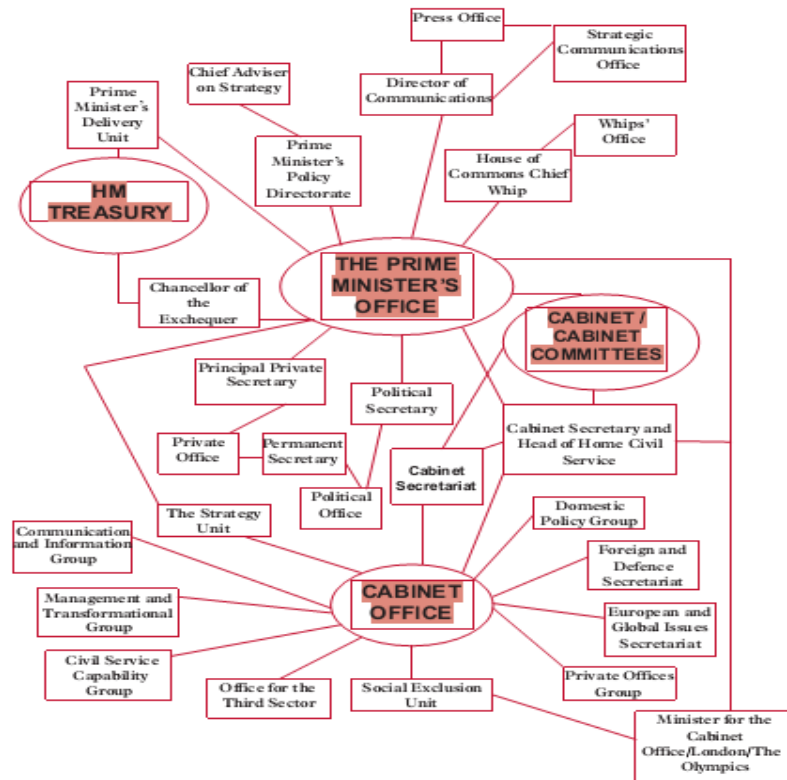 Press Office
Strategic
Communications
Office
Chief Adviser
on Strategy
Director of
Communications
Prime
Minister's
Delivery
Unit
Whips'
Office
Prime
Minister's
Policy
Directorate
House of
Commons Chief
Whip
HM
TREASURY
THE PRIME
MINISTER'S
OFFICE
Chancellor of
the
Exchequer
CABINET /
CABINET
COMMITTEES
Principal Private
Secretary
Political
Secretary
Private
Office
Permanent
Secretary
Cabinet Secretary and
Head of Home Civil
Service
Cabinet
Secretariat
Political
Office
The Strategy
Unit
Domestic
Policy Group
Communication
and Information
Group
Foreign and
Defence
Secretariat
CABINET
OFFICE
Management and
Transformational
Group
European and
Global Issues
Secretariat
Civil Service
Capability
Group
Office for the
Third Sector
Social Exclusion
Unit
Private Offices
Group
Minister for the
Cabinet
Office/London/The
Olympics